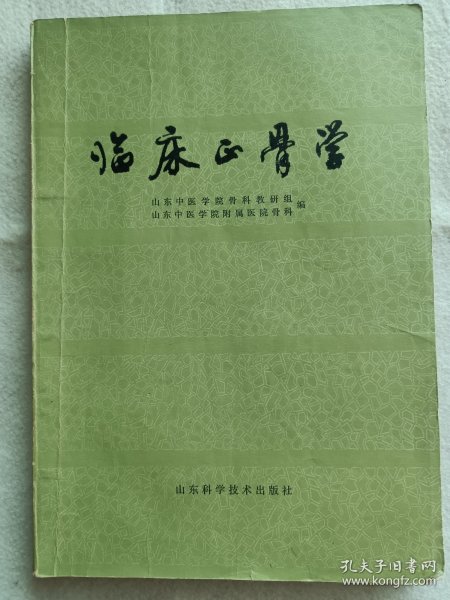 临床正骨学
山东中医学院骨科教研组
山东中医学院附属医院骨科
编
山东科学技术出版社
孔夫子旧书网
www.kongfz.com